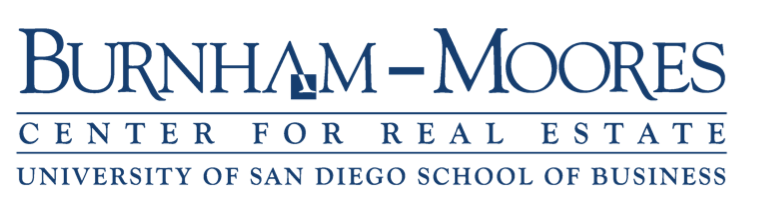 BURNHAM–MOORES
CENTER FOR REAL ESTATE
UNIVERSITY OF SAN DIEGO SCHOOL OF BUSINESS